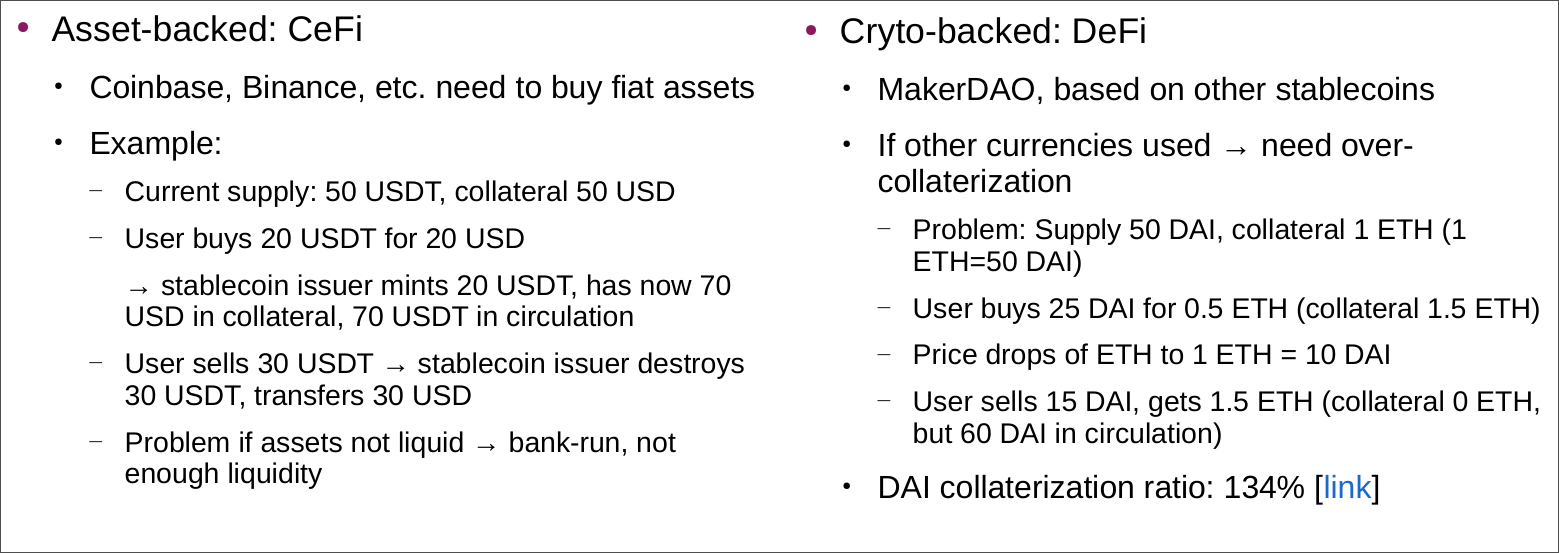 • Asset-backed: CeFi
• Coinbase, Binance, etc. need to buy fiat assets
• Example:
– Current supply: 50 USDT, collateral 50 USD
– User buys 20 USDT for 20 USD
→ stablecoin issuer mints 20 USDT, has now 70
USD in collateral, 70 USDT in circulation
– User sells 30 USDT → stablecoin issuer destroys
30 USDT, transfers 30 USD
– Problem if assets not liquid → bank-run, not
enough liquidity
• Cryto-backed: DeFi
• MakerDAO, based on other stablecoins
• If other currencies used → need over-
collaterization
– Problem: Supply 50 DAI, collateral 1 ETH (1
ETH=50 DAI)
– User buys 25 DAI for 0.5 ETH (collateral 1.5 ETH)
– Price drops of ETH to 1 ETH = 10 DAI
– User sells 15 DAI, gets 1.5 ETH (collateral 0 ETH,
but 60 DAI in circulation)
• DAI collaterization ratio: 134% [link]